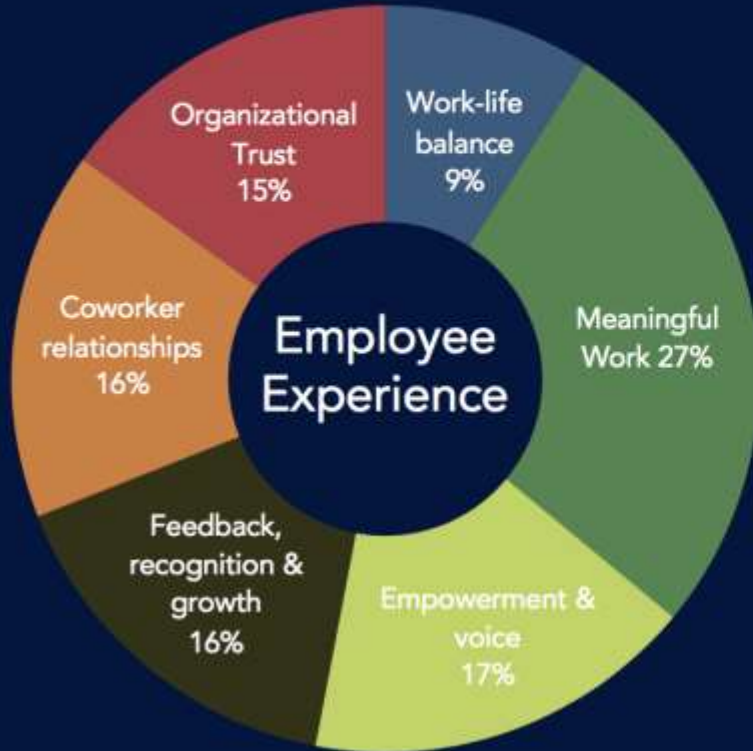 Employee
Experience
Work-life
balance
9%
Meaningful
Work 27%
Empowerment &
voice
17%
Feedback,
recognition &
growth
16%
Coworker
relationships
16%
Organizational
Trust
15%